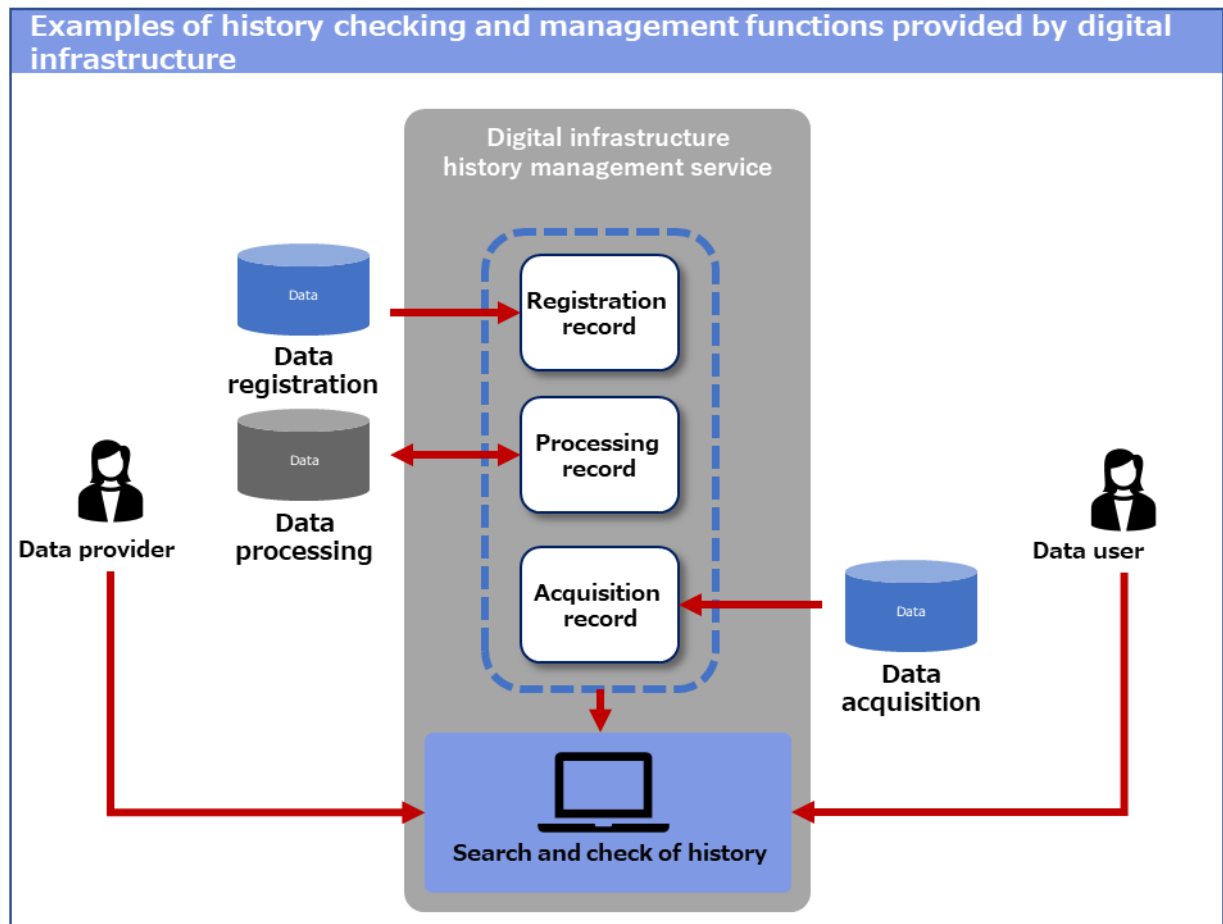 Examples of history checking and management functions provided by digital
infrastructure
Digital infrastructure
history management service
Data
Data
registration
Registration
record
Data
Data
processing
Processing
record
Data provider
Data user
Acquisition
record
Data
Data
acquisition
Search and check of history